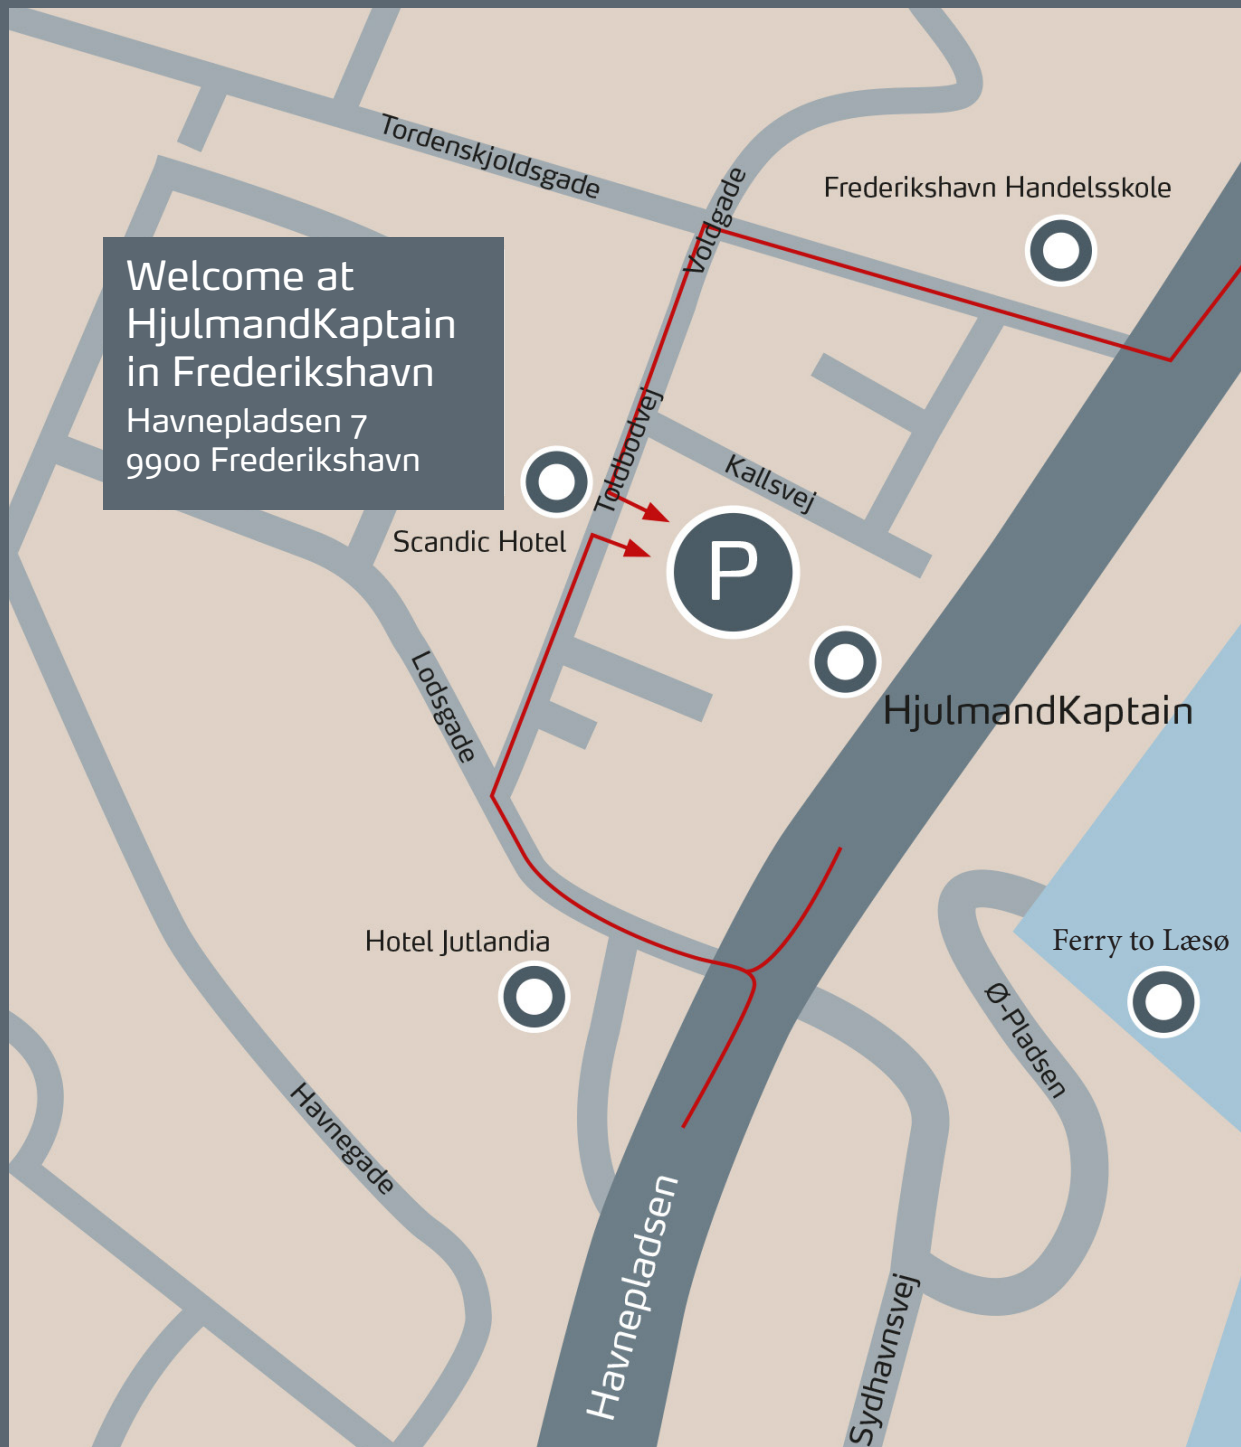 Tordenskjoldsgade
Voldgade
Frederikshavn Handelsskole
Welcome at
HjulmandKaptain
in Frederikshavn
Havnepladsen 7
9900 Frederikshavn
Toldbodvej
Kallsvej
Scandic Hotel
P
Lodsgade
HjulmandKaptain
Hotel Jutlandia
Ferry to Læsø
Ø-Pladsen
Havnegade
Havnepladsen
Sydhavnsvej